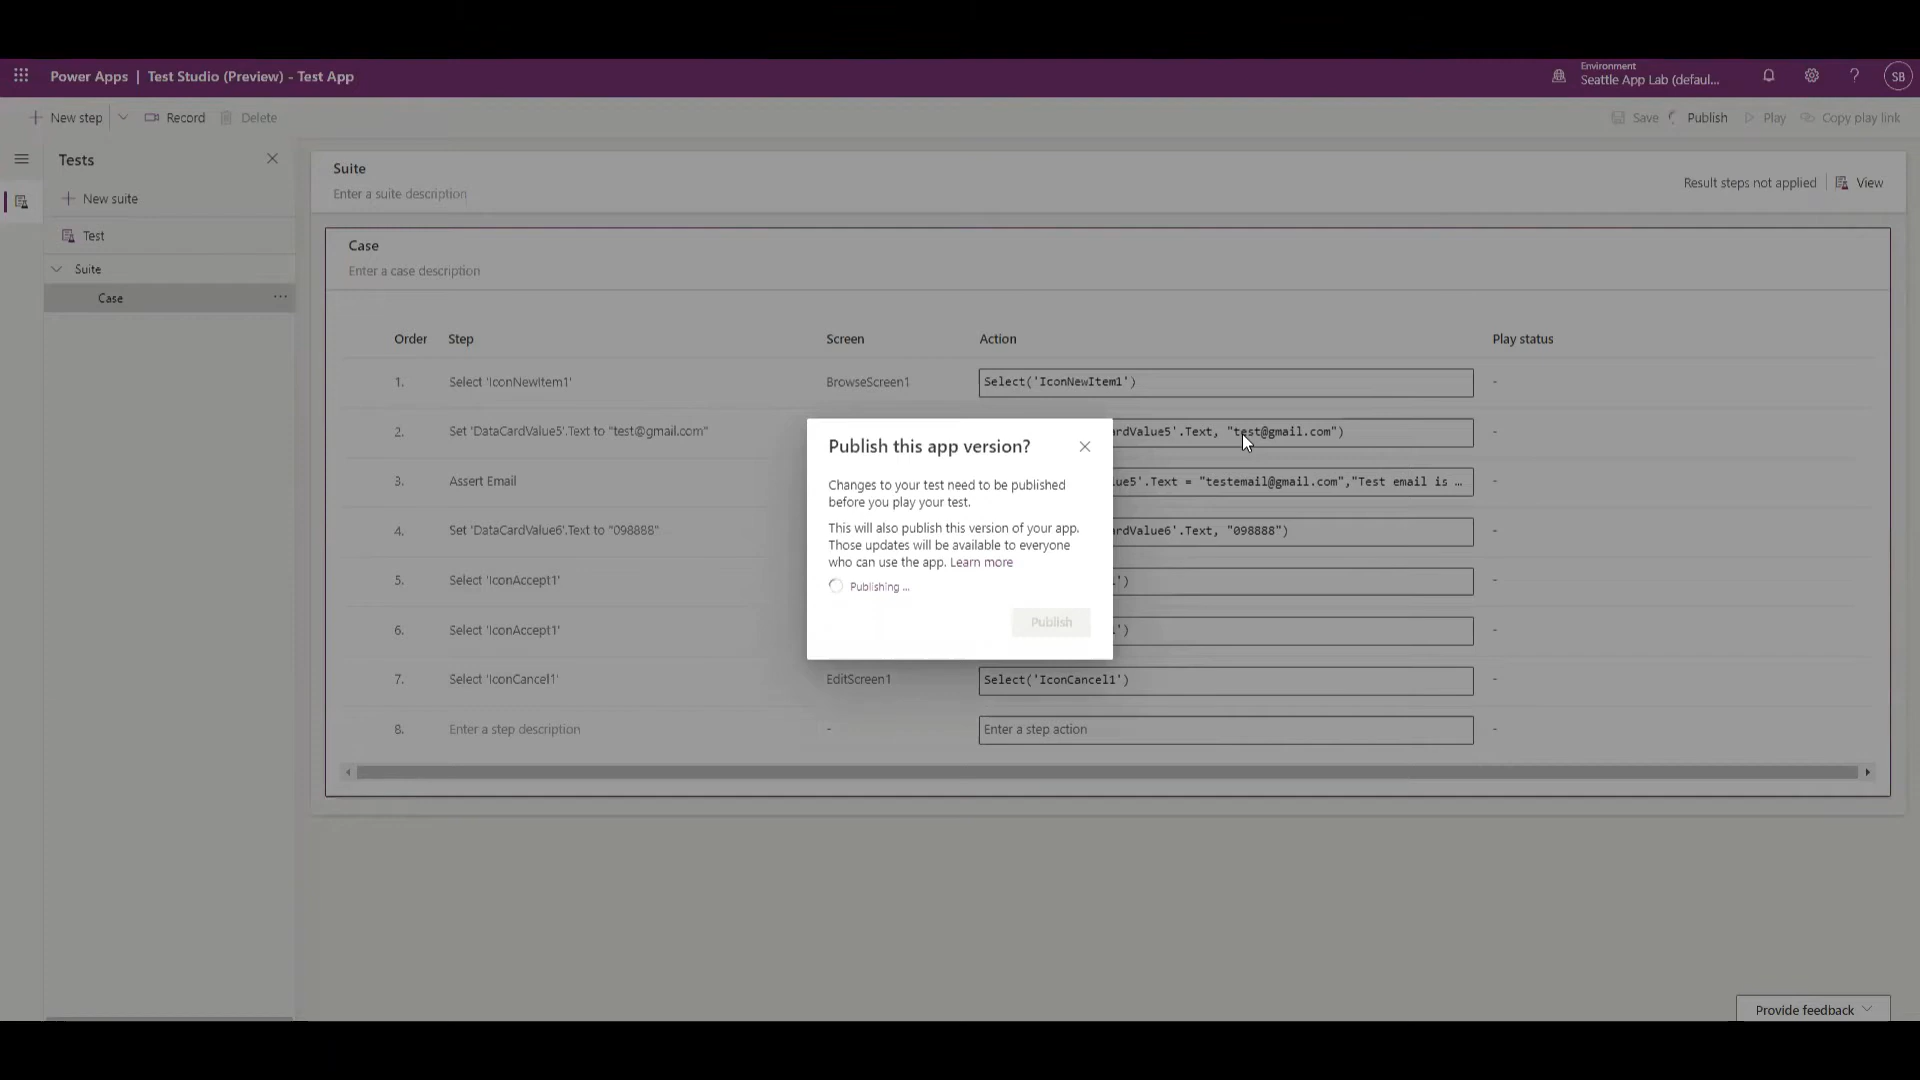 Power Apps | Test Studio (Preview) - Test App
Environment
Seattle App Lab (defaul...
SB
New step
Record
Delete
Save
Publish
Play
Copy play link
Tests
New suite
Test
Suite
Case
...
Suite
Enter a suite description
Result steps not applied
View
Case
Enter a case description
Order Step Screen Action Play status
1. Select 'IconNewItem1' BrowseScreen1 Select('IconNewItem1') -
2. Set 'DataCardValue5'.Text to "test@gmail.com" ardValue5'.Text, "test@gmail.com") -
3. Assert Email ue5'.Text = "testemail@gmail.com","Test email is ... -
4. Set 'DataCardValue6'.Text to "098888" ardValue6'.Text, "098888") -
5. Select 'IconAccept1' ') -
6. Select 'IconAccept1' ') -
7. Select 'IconCancel1' EditScreen1 Select('IconCancel1') -
8. Enter a step description - Enter a step action -
Publish this app version?
Changes to your test need to be published
before you play your test.
This will also publish this version of your app.
Those updates will be available to everyone
who can use the app. Learn more
Publishing ...
Publish
Provide feedback